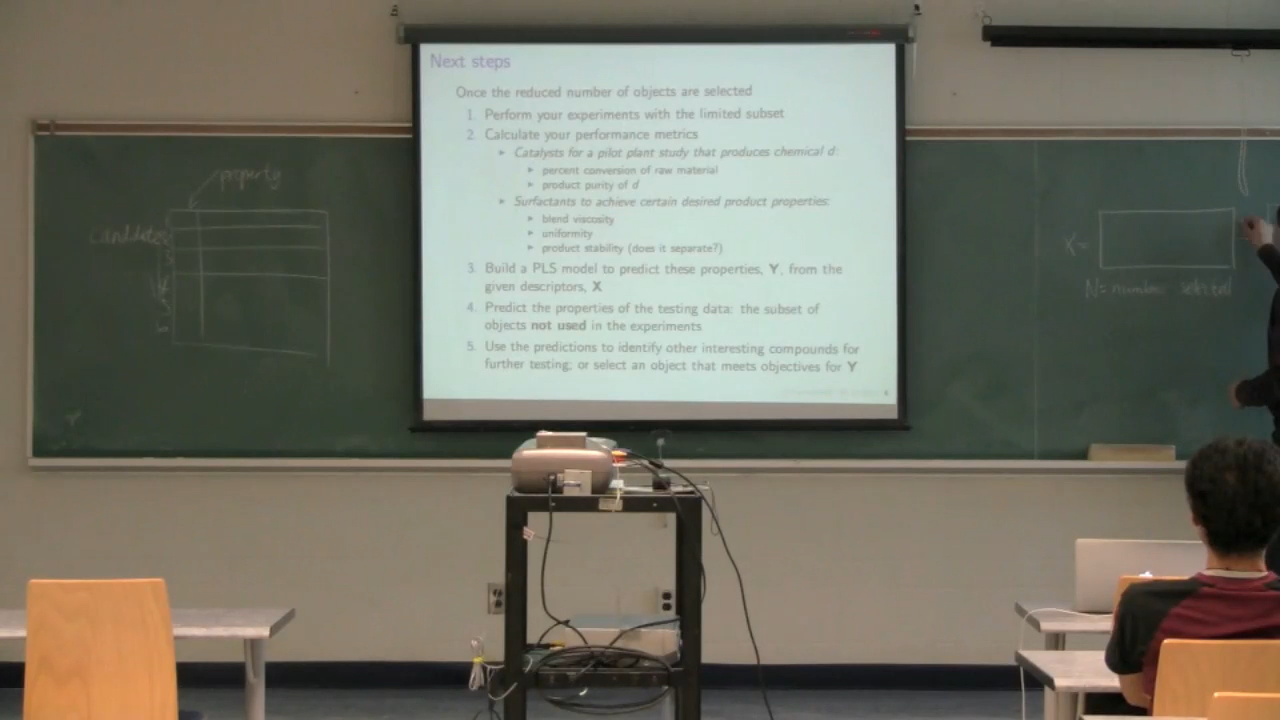 Next steps
Once the reduced number of objects are selected
1. Perform your experiments with the limited subset
2. Calculate your performance metrics
▸ Catalysts for a pilot plant study that produces chemical d:
▸ percent conversion of raw material
▸ product purity of d
▸ Surfactants to achieve certain desired product properties:
▸ blend viscosity
▸ uniformity
▸ product stability (does it separate?)
3. Build a PLS model to predict these properties, Y, from the
given descriptors, X
4. Predict the properties of the testing data: the subset of
objects not used in the experiments
5. Use the predictions to identify other interesting compounds for
further testing; or select an object that meets objectives for Y
property
candidates
X=
N= number selected